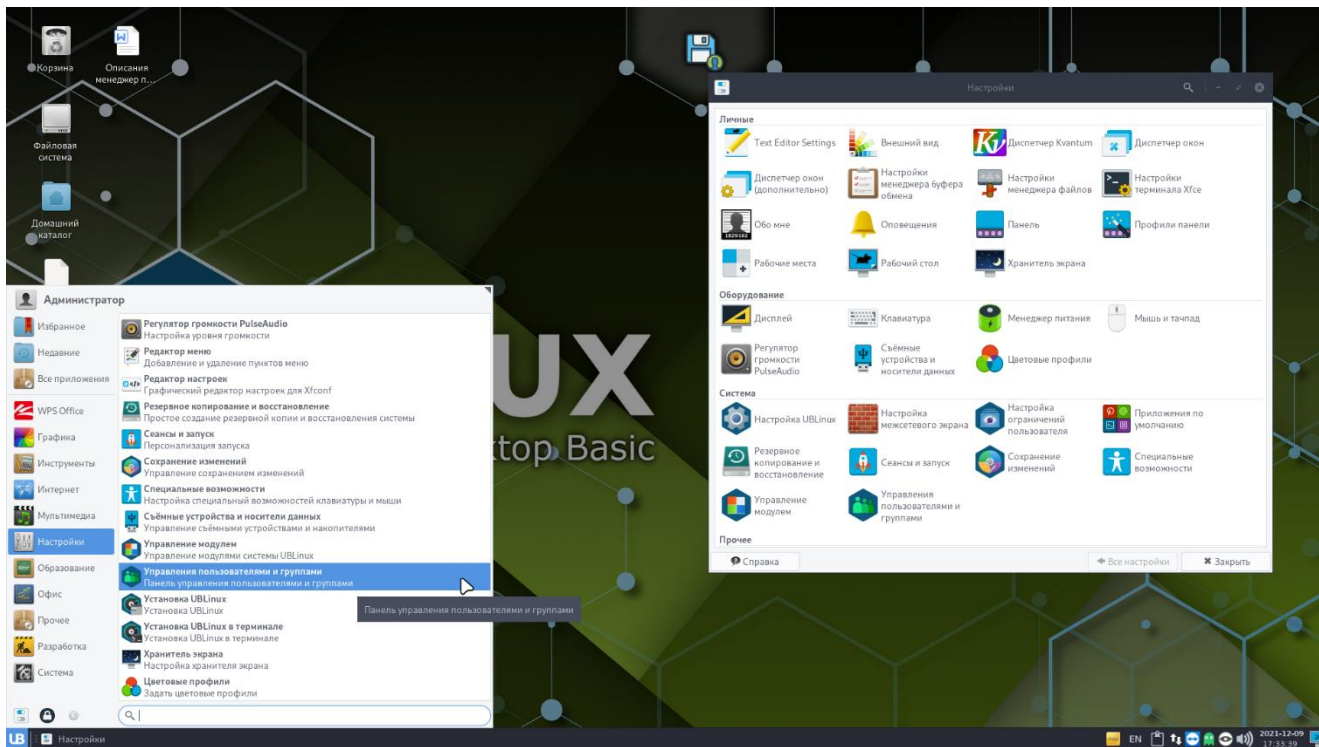 Корзина
Описания
менеджер п...
Файловая
система
Домашний
каталог
UX
top Basic
Настройки
Личные
Text Editor Settings
Внешний вид
Диспетчер Kvantum
Диспетчер окон
Диспетчер окон
(дополнительно)
Настройки
менеджера буфера
обмена
Настройки
менеджера файлов
Настройки
терминала Xfce
Обо мне
Оповещения
Панель
Профили панели
Рабочие места
Рабочий стол
Хранитель экрана
Оборудование
Дисплей
Клавиатура
Менеджер питания
Мышь и тачпад
Регулятор
громкости
PulseAudio
Съёмные
устройства и
носители данных
Цветовые профили
Система
Настройка UBLinux
Настройка
межсетевого экрана
Настройка
ограничений
пользователя
Приложения по
умолчанию
Резервное
копирование и
восстановление
Сеансы и запуск
Сохранение
изменений
Специальные
возможности
Управление
модулем
Управления
пользователями и
группами
Прочее
Справка
Все настройки
Закрыть
Администратор
Избранное
Недавние
Все приложения
WPS Office
Графика
Инструменты
Интернет
Мультимедиа
Настройки
Образование
Офис
Прочее
Разработка
Система
Регулятор громкости PulseAudio
Настройка уровня громкости
Редактор меню
Добавление и удаление пунктов меню
Редактор настроек
Графический редактор настроек для Xfconf
Резервное копирование и восстановление
Простое создание резервной копии и восстановления системы
Сеансы и запуск
Персонализация запуска
Сохранение изменений
Управление сохранением изменений
Специальные возможности
Настройка специальный возможностей клавиатуры и мыши
Съёмные устройства и носители данных
Управление съёмными устройствами и накопителями
Управление модулем
Управление модулями системы UBLinux
Управления пользователями и группами
Панель управления пользователями и группами
Установка UBLinux
Установка UBLinux
Установка UBLinux в терминале
Установка UBLinux в терминале
Хранитель экрана
Настройка хранителя экрана
Цветовые профили
Задать цветовые профили
Панель управления пользователями и группами
UB
Настройки
EN
2021-12-09
17:33:39